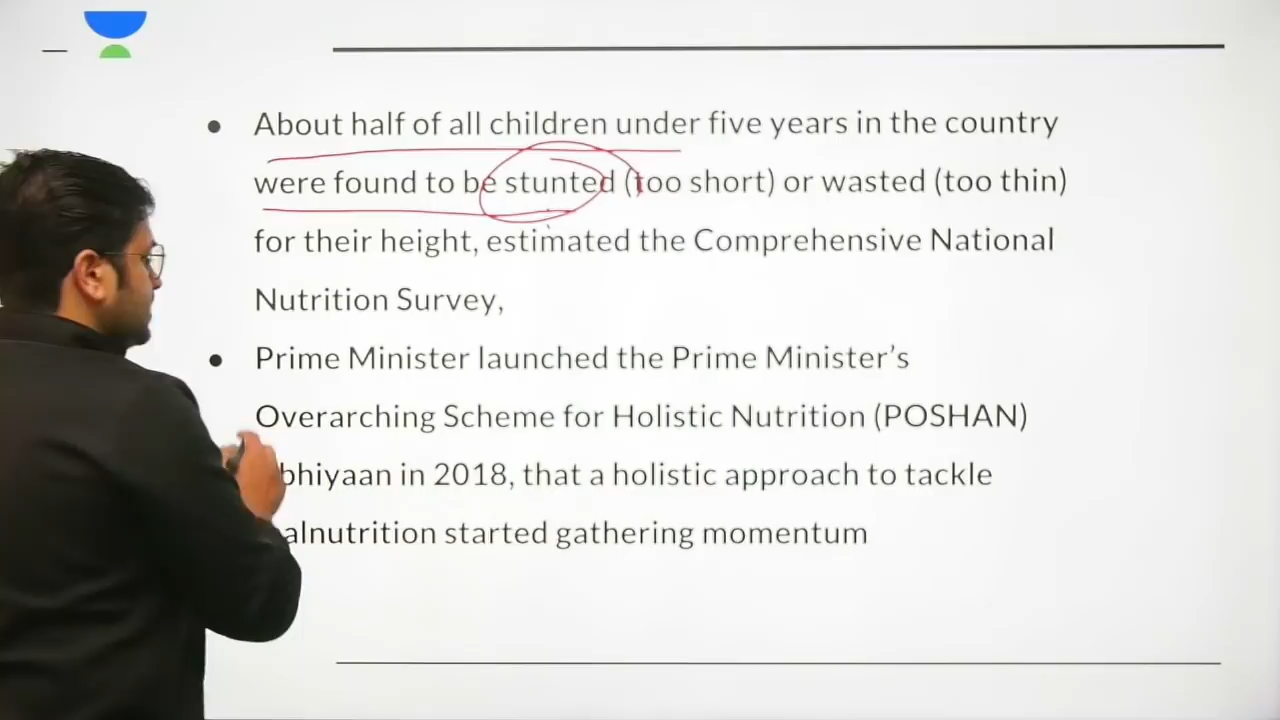 ● About half of all children under five years in the country
were found to be stunted (too short) or wasted (too thin)
for their height, estimated the Comprehensive National
Nutrition Survey,
● Prime Minister launched the Prime Minister’s
Overarching Scheme for Holistic Nutrition (POSHAN)
bhiyaan in 2018, that a holistic approach to tackle
alnutrition started gathering momentum